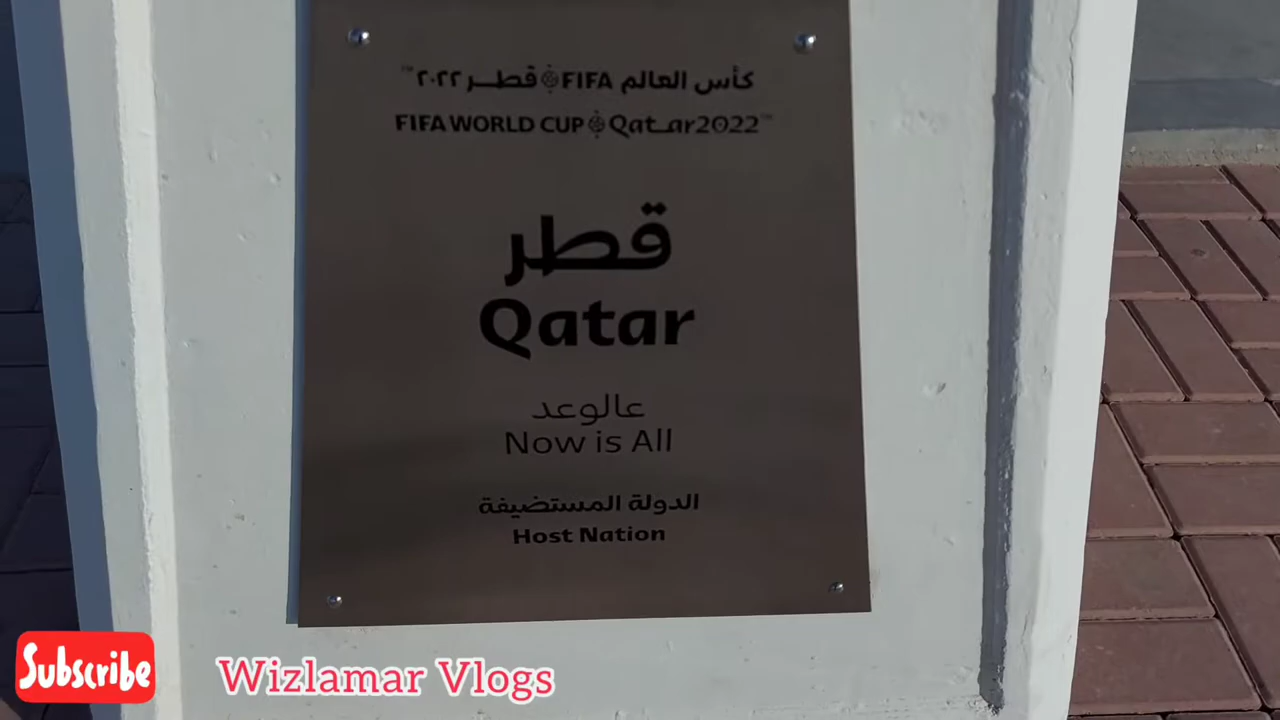 كأس العالم FIFA قطـر ٢٠٢٢™
FIFA WORLD CUP Qatar2022™
قطر
Qatar
عالوعد
Now is All
الدولة المستضيفة
Host Nation
Subscribe
Wizlamar Vlogs